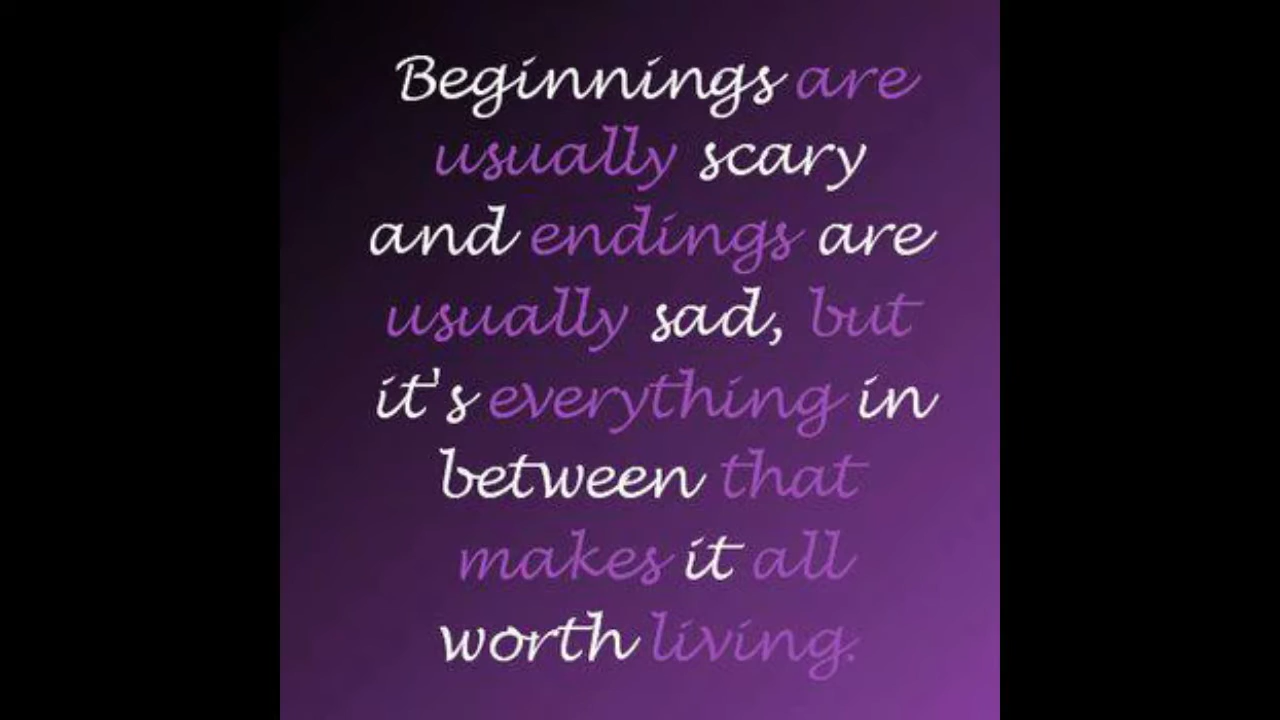 Beginnings are
usually scary
and endings are
usually sad, but
it's everything in
between that
makes it all
worth living.